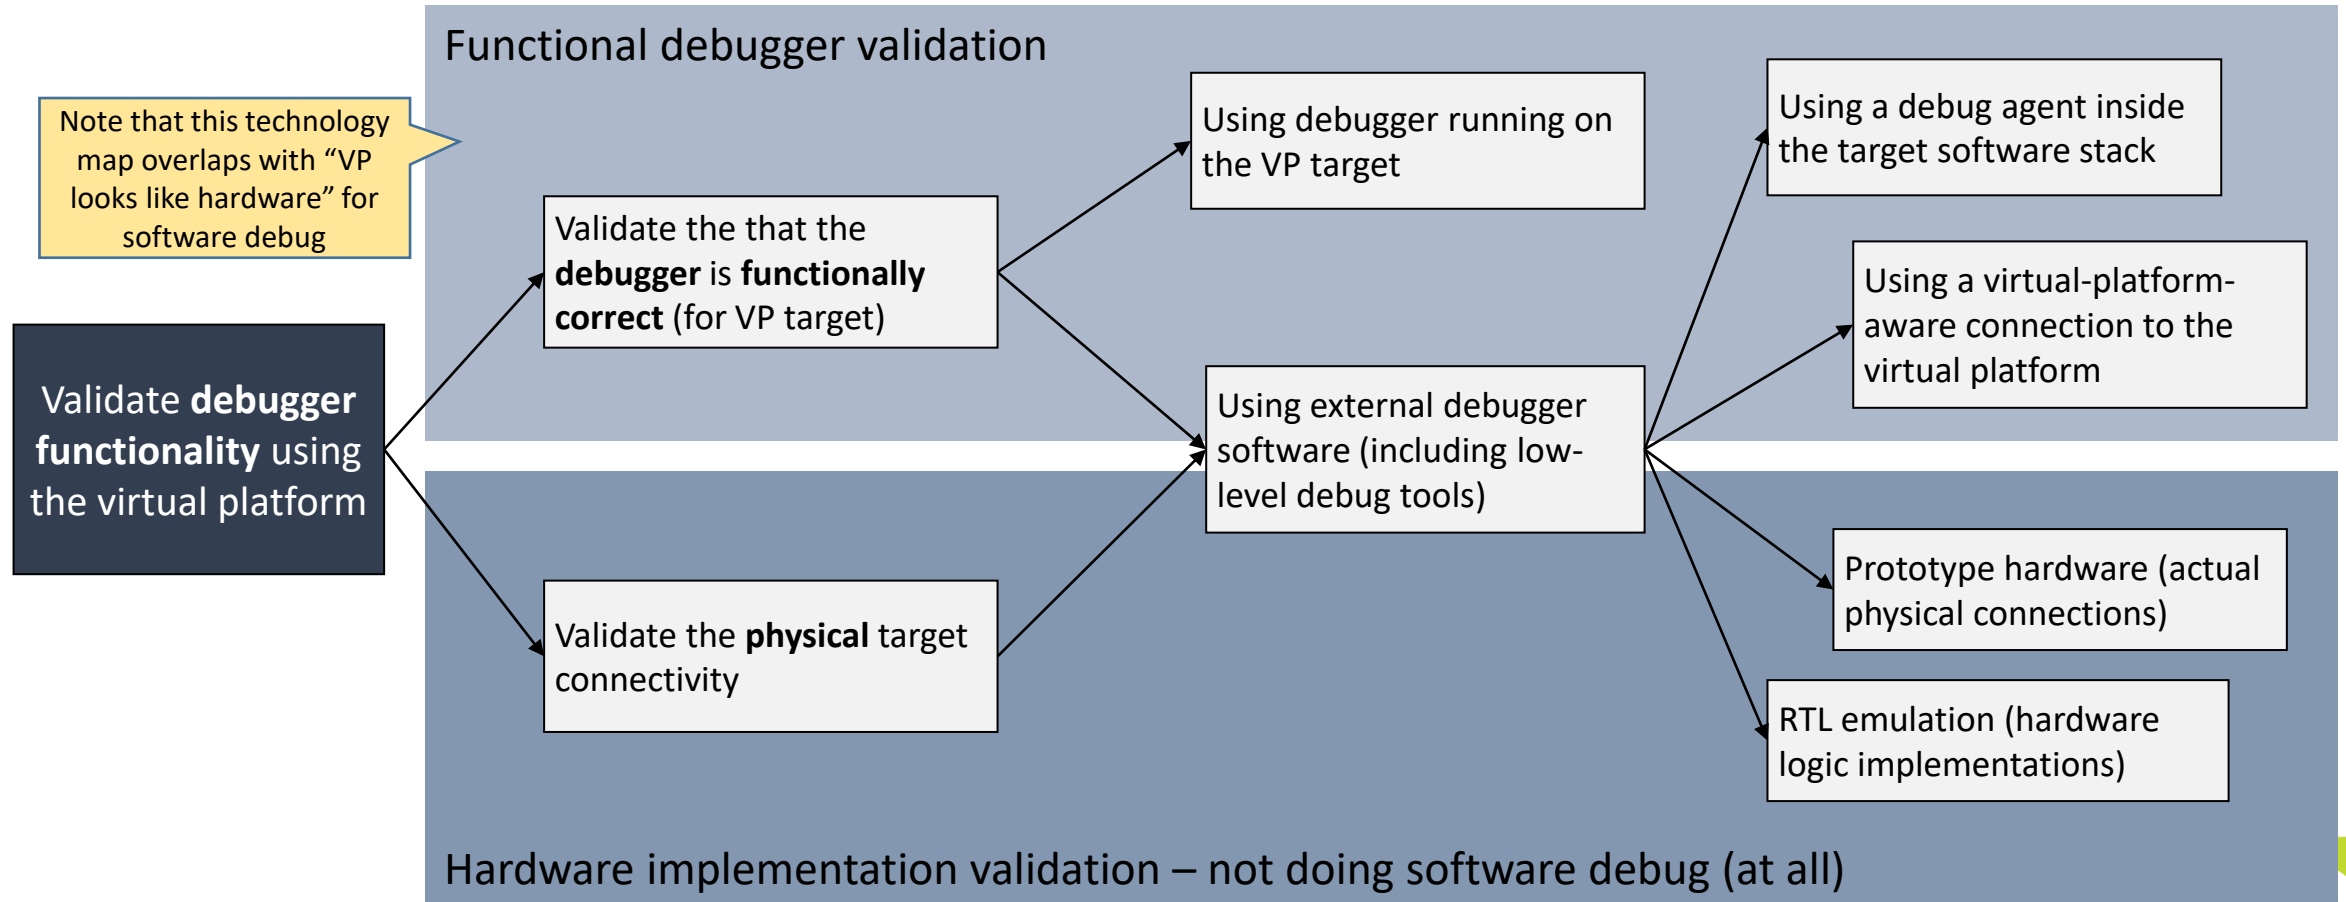 Functional debugger validation
Note that this technology
map overlaps with “VP
looks like hardware” for
software debug
Validate debugger
functionality using
the virtual platform
Validate the that the
debugger is functionally
correct (for VP target)
Validate the physical target
connectivity
Using debugger running on
the VP target
Using external debugger
software (including low-
level debug tools)
Using a debug agent inside
the target software stack
Using a virtual-platform-
aware connection to the
virtual platform
Prototype hardware (actual
physical connections)
RTL emulation (hardware
logic implementations)
Hardware implementation validation – not doing software debug (at all)